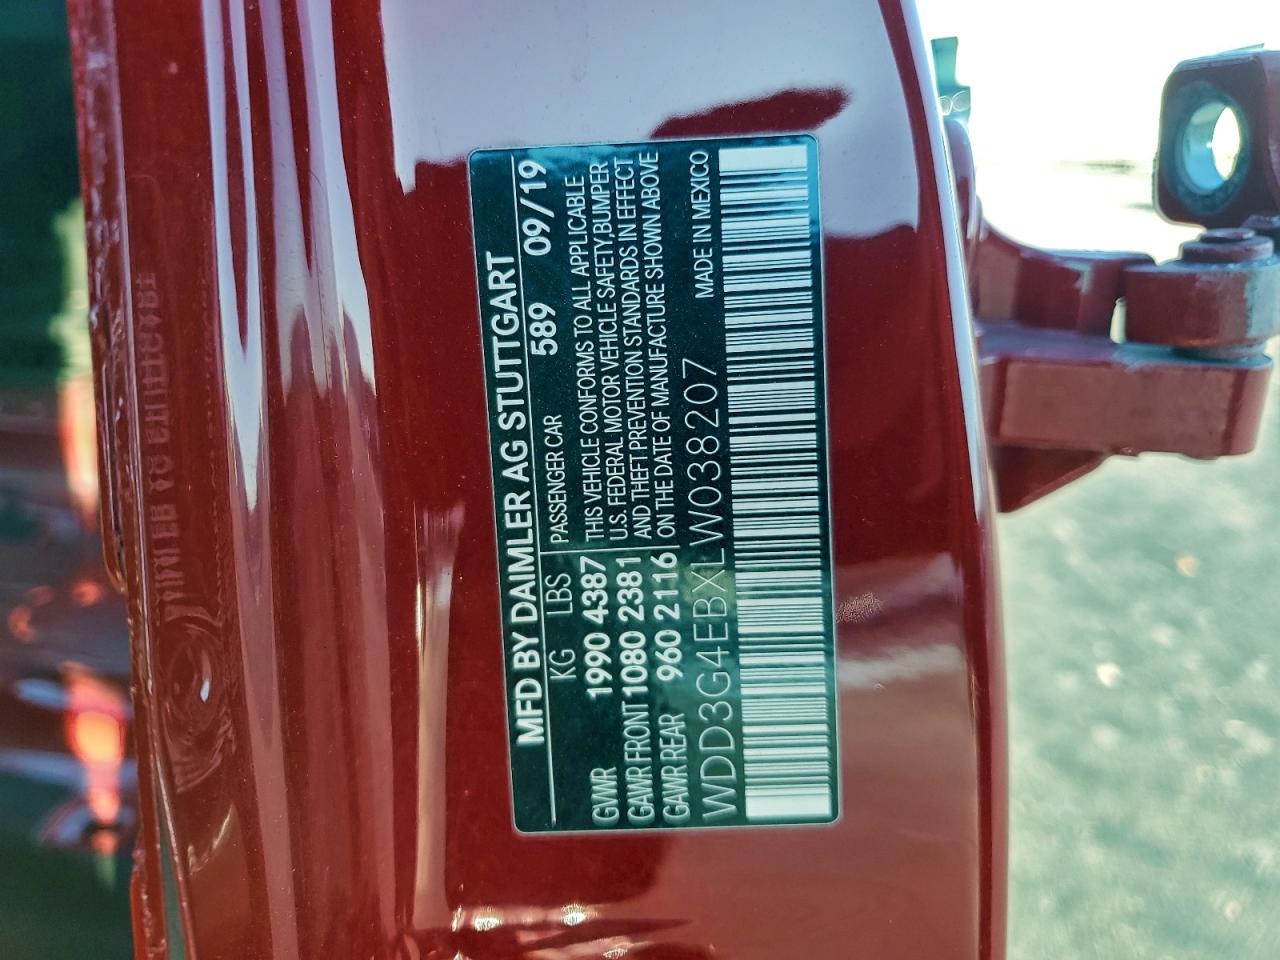 MFD BY DAIMLER AG STUTTGART
KG LBS PASSENGER CAR 589 09/19
GVWR 1990 4387
GAWR FRONT 1080 2381
GAWR REAR 960 2116
THIS VEHICLE CONFORMS TO ALL APPLICABLE
U.S. FEDERAL MOTOR VEHICLE SAFETY,BUMPER
AND THEFT PREVENTION STANDARDS IN EFFECT
ON THE DATE OF MANUFACTURE SHOWN ABOVE
WDD3G4EBXLW038207 MADE IN MEXICO